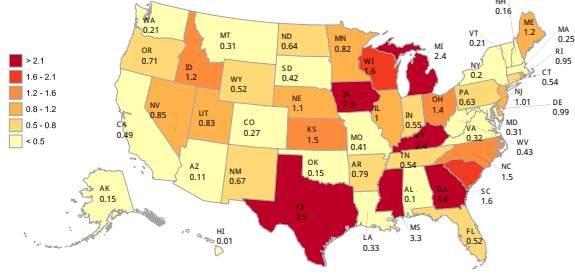 > 2.1
1.6 - 2.1
1.2 - 1.6
0.8 - 1.2
0.5 - 0.8
< 0.5
WA
0.21
OR
0.71
CA
0.49
ID
1.2
NV
0.85
MT
0.31
WY
0.52
UT
0.83
AZ
0.11
CO
0.27
NM
0.67
ND
0.64
SD
0.42
NE
1.1
KS
1.5
OK
0.15
TX
2.5
MN
0.82
IA
2.9
MO
0.41
AR
0.79
LA
0.33
WI
1.6
IL
1
MI
2.4
IN
0.55
OH
1.4
KY
2.4
TN
0.54
MS
3.3
AL
0.1
GA
3.6
FL
0.52
SC
1.6
NC
1.5
VA
0.32
WV
0.43
MD
0.31
DE
0.99
NJ
1.01
PA
0.63
NY
0.2
CT
0.54
RI
0.95
MA
0.25
VT
0.21
NH
0.16
ME
1.2
AK
0.15
HI
0.01